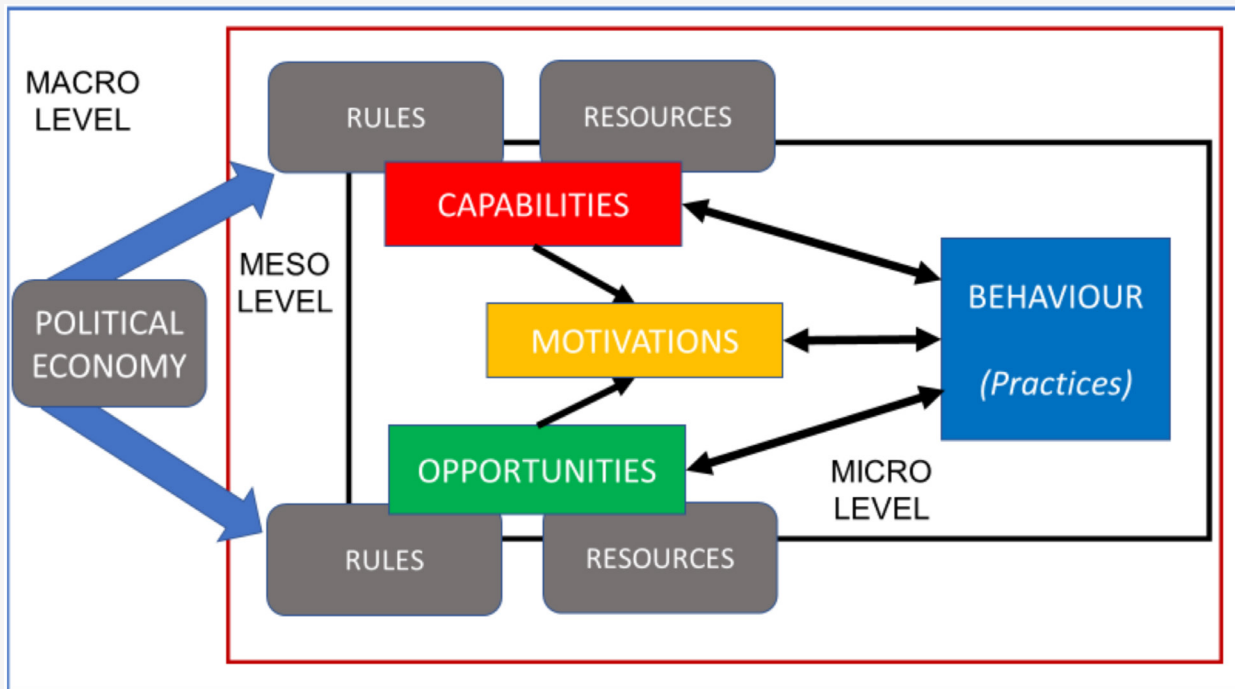 MACRO
LEVEL
RULES
RESOURCES
CAPABILITIES
MESO
LEVEL
POLITICAL
ECONOMY
MOTIVATIONS
BEHAVIOUR
(Practices)
OPPORTUNITIES
MICRO
LEVEL
RULES
RESOURCES